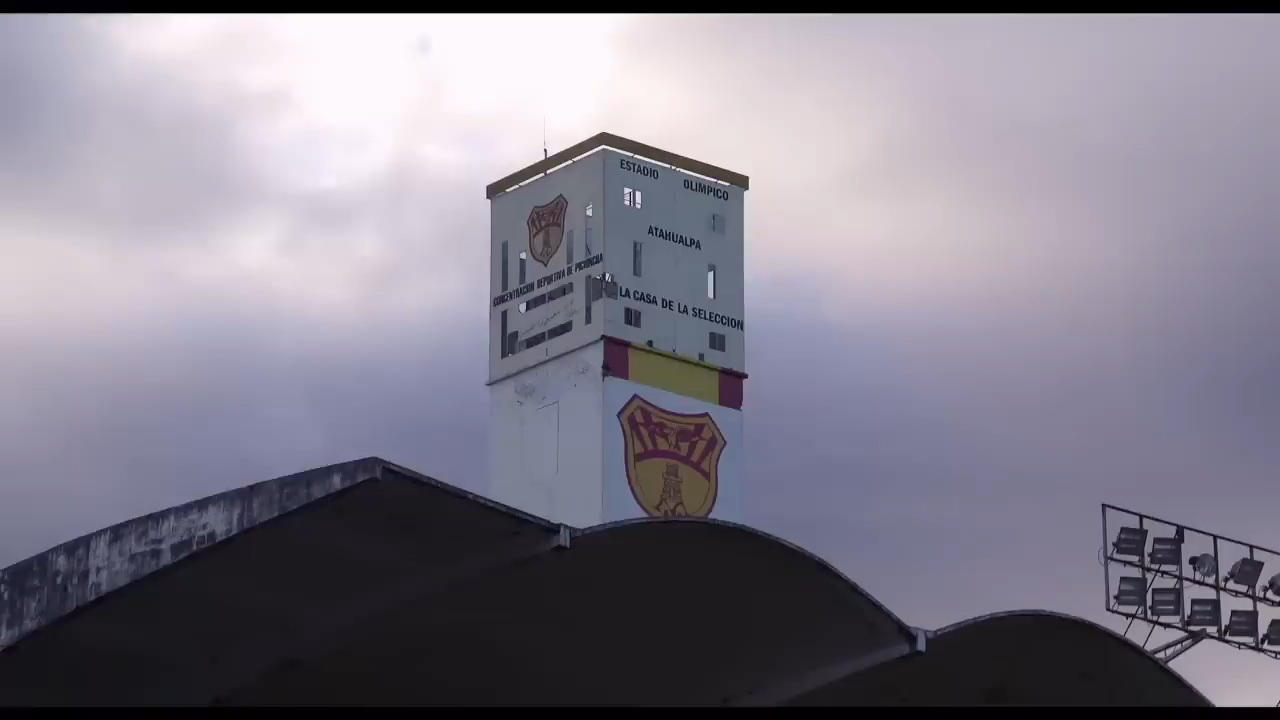 CONCENTRACION DEPORTIVA DE PICHINCHA
ESTADIO OLIMPICO
ATAHUALPA
LA CASA DE LA SELECCION